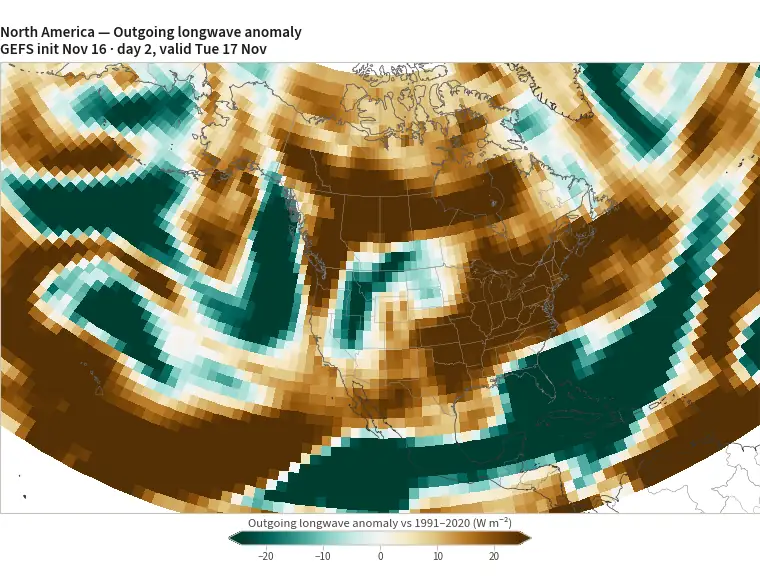 North America — Outgoing longwave anomaly
GEFS init Nov 16 · day 2, valid Tue 17 Nov
Outgoing longwave anomaly vs 1991–2020 (W m⁻²)
−20 −10 0 10 20